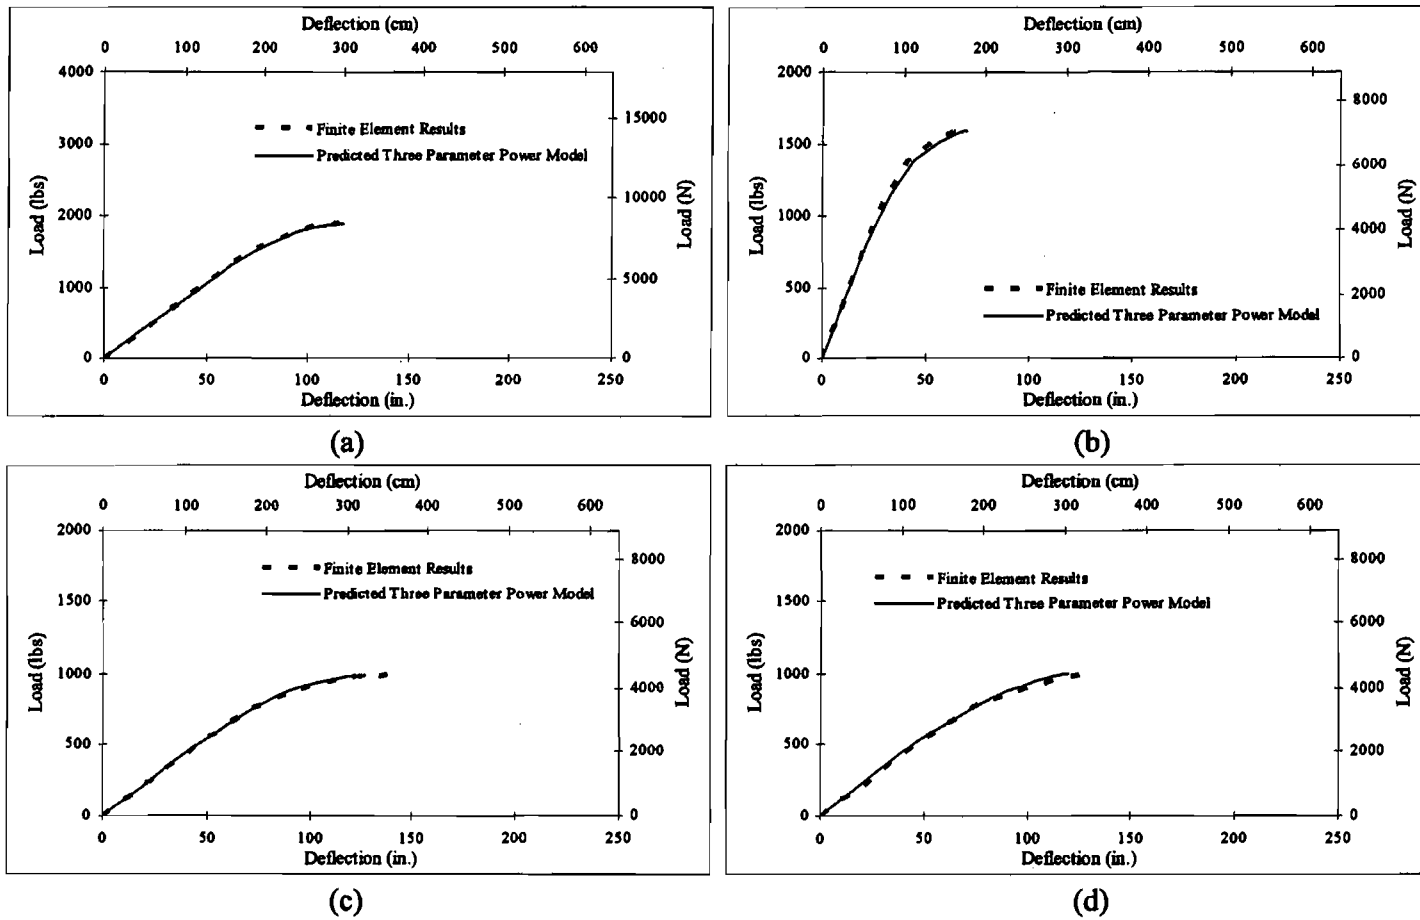 Deflection (cm)
0 100 200 300 400 500 600
4000
3000
2000
1000
0
Load (lbs)
15000
10000
5000
0
Load (N)
Finite Element Results
Predicted Three Parameter Power Model
0 50 100 150 200 250
Deflection (in.)
(a)
Deflection (cm)
0 100 200 300 400 500 600
2000
1500
1000
500
0
Load (lbs)
8000
6000
4000
2000
0
Load (N)
Finite Element Results
Predicted Three Parameter Power Model
0 50 100 150 200 250
Deflection (in.)
(b)
Deflection (cm)
0 100 200 300 400 500 600
2000
1500
1000
500
0
Load (lbs)
8000
6000
4000
2000
0
Load (N)
Finite Element Results
Predicted Three Parameter Power Model
0 50 100 150 200 250
Deflection (in.)
(c)
Deflection (cm)
0 100 200 300 400 500 600
2000
1500
1000
500
0
Load (lbs)
8000
6000
4000
2000
0
Load (N)
Finite Element Results
Predicted Three Parameter Power Model
0 50 100 150 200 250
Deflection (in.)
(d)